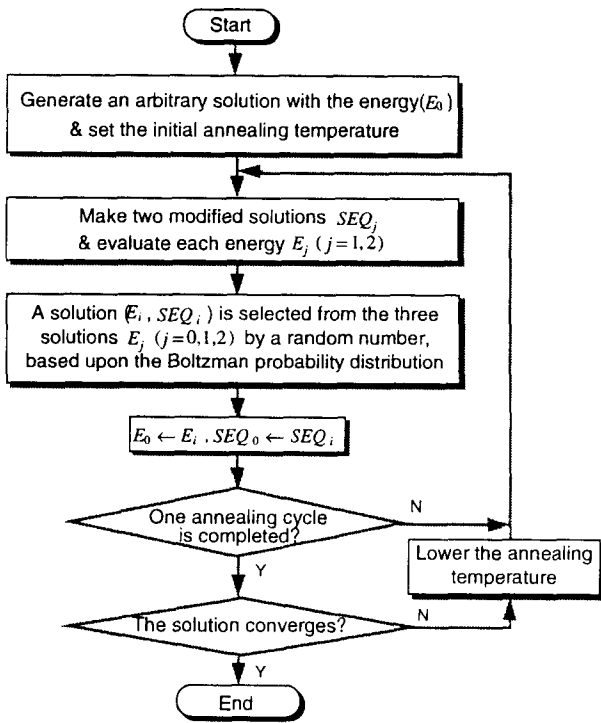 Start
Generate an arbitrary solution with the energy(E₀)
& set the initial annealing temperature
Make two modified solutions SEQⱼ
& evaluate each energy Eⱼ (j=1,2)
A solution (Eᵢ, SEQᵢ) is selected from the three
solutions Eⱼ (j=0,1,2) by a random number,
based upon the Boltzman probability distribution
E₀ ← Eᵢ , SEQ₀ ← SEQᵢ
One annealing cycle
is completed?
N
Y
Lower the annealing
temperature
The solution converges?
N
Y
End